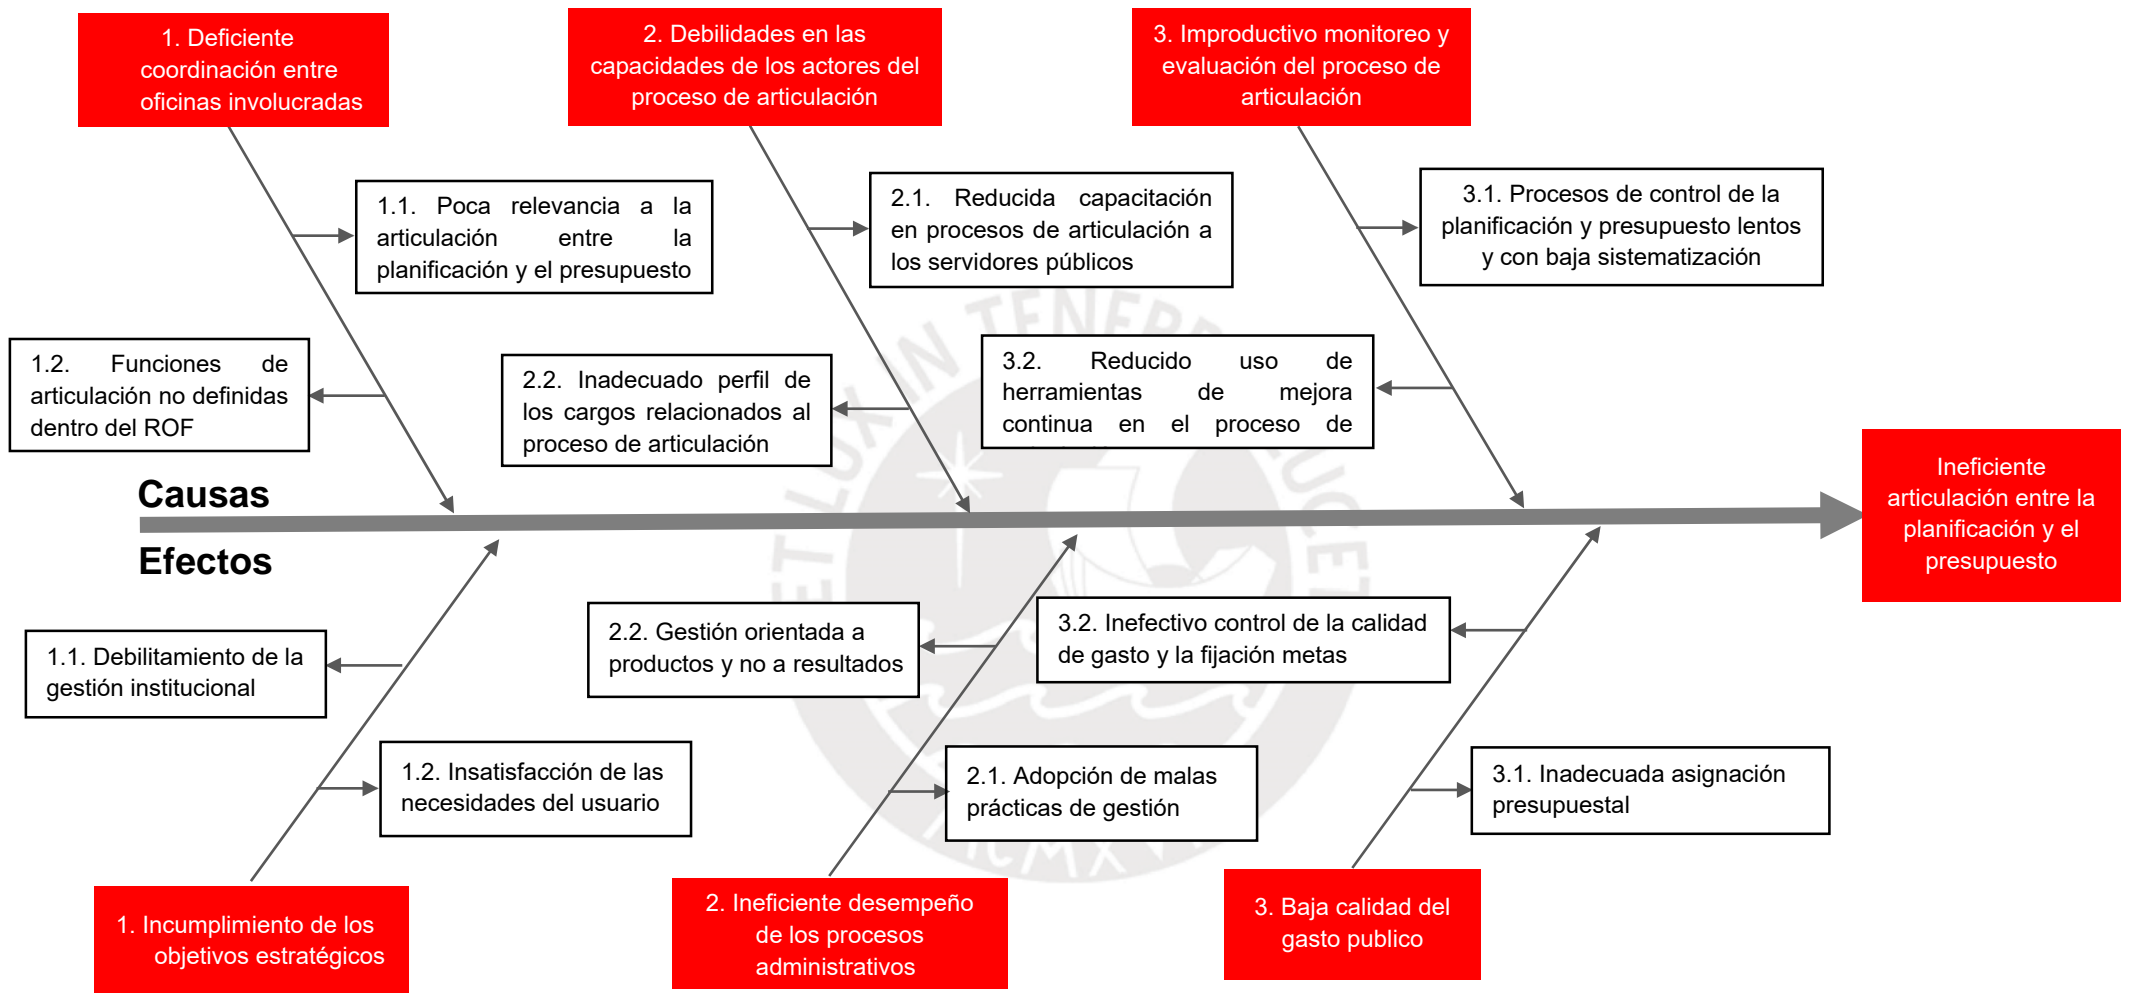 1. Deficiente
coordinación entre
oficinas involucradas
2. Debilidades en las
capacidades de los actores del
proceso de articulación
3. Improductivo monitoreo y
evaluación del proceso de
articulación
1.1. Poca relevancia a la
articulación entre la
planificación y el presupuesto
2.1. Reducida capacitación
en procesos de articulación a
los servidores públicos
3.1. Procesos de control de la
planificación y presupuesto lentos
y con baja sistematización
1.2. Funciones de
articulación no definidas
dentro del ROF
2.2. Inadecuado perfil de
los cargos relacionados al
proceso de articulación
3.2. Reducido uso de
herramientas de mejora
continua en el proceso de
Causas
Efectos
Ineficiente
articulación entre la
planificación y el
presupuesto
1.1. Debilitamiento de la
gestión institucional
2.2. Gestión orientada a
productos y no a resultados
3.2. Inefectivo control de la calidad
de gasto y la fijación metas
1.2. Insatisfacción de las
necesidades del usuario
2.1. Adopción de malas
prácticas de gestión
3.1. Inadecuada asignación
presupuestal
1. Incumplimiento de los
objetivos estratégicos
2. Ineficiente desempeño
de los procesos
administrativos
3. Baja calidad del
gasto publico
ET LUX IN